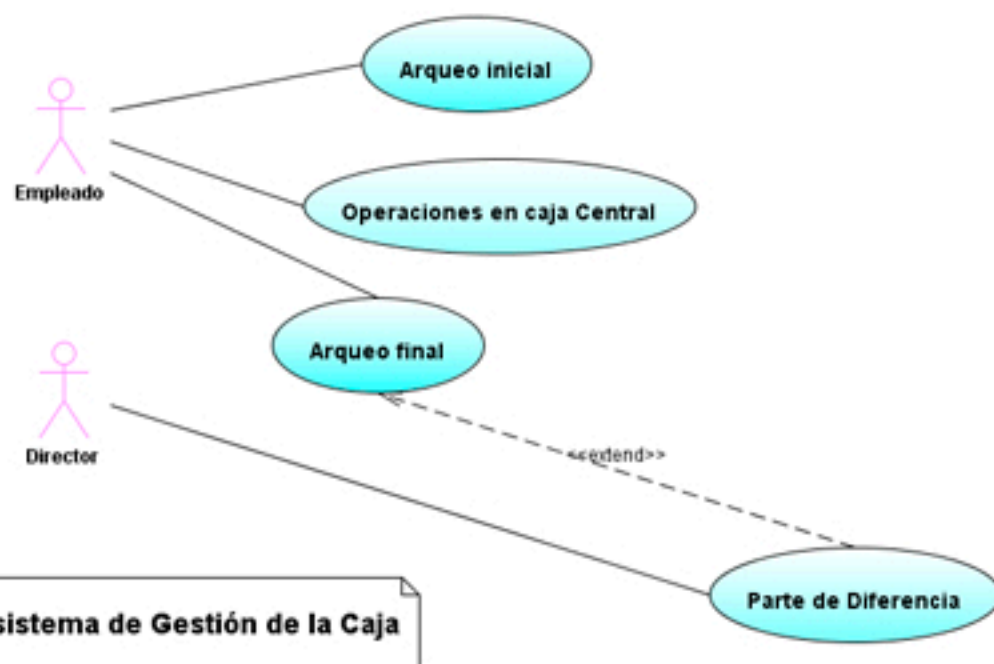 Arqueo inicial
Empleado
Operaciones en caja Central
Arqueo final
Director
<<extend>>
Parte de Diferencia
sistema de Gestión de la Caja